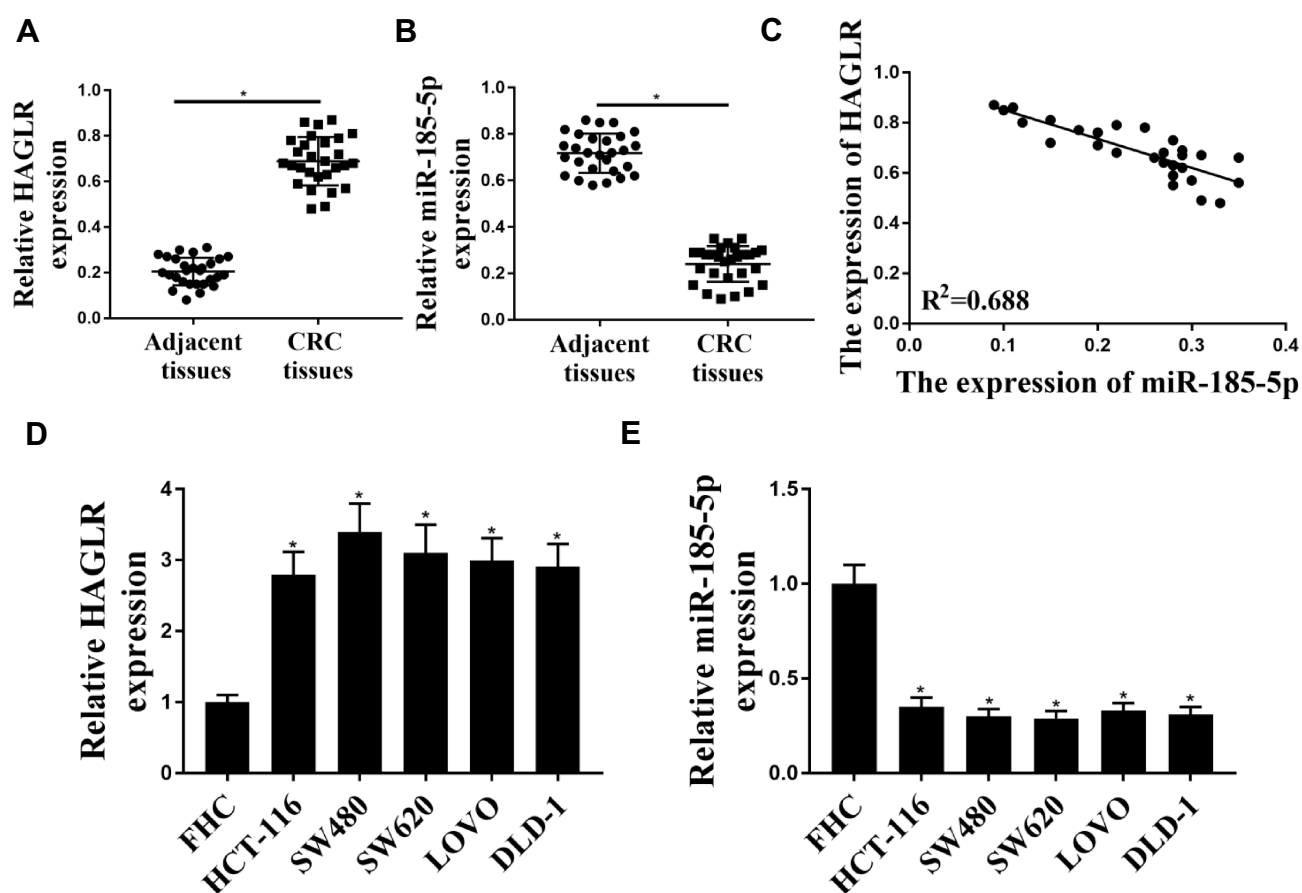 A
Relative HAGLR
expression
1.0
0.8
0.6
0.4
0.2
0.0
*
Adjacent
tissues
CRC
tissues
B
Relative miR-185-5p
expression
1.0
0.8
0.6
0.4
0.2
0.0
*
Adjacent
tissues
CRC
tissues
C
The expression of HAGLR
1.0
0.8
0.6
0.4
0.2
0.0
R²=0.688
0.0 0.1 0.2 0.3 0.4
The expression of miR-185-5p
D
Relative HAGLR
expression
4
3
2
1
0
* * * * *
FHC
HCT-116
SW480
SW620
LOVO
DLD-1
E
Relative miR-185-5p
expression
1.5
1.0
0.5
0.0
* * * * *
FHC
HCT-116
SW480
SW620
LOVO
DLD-1